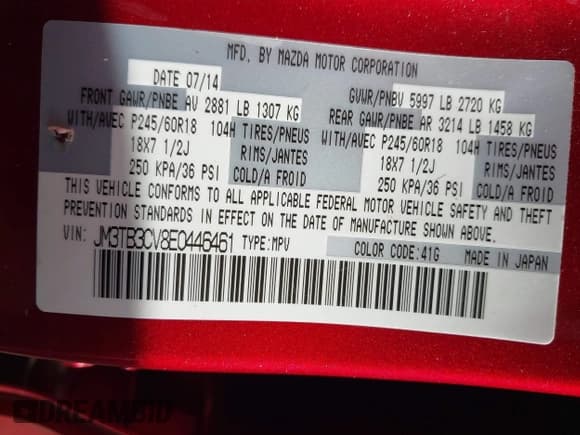 MFD. BY MAZDA MOTOR CORPORATION
DATE 07/14
FRONT GAWR/PNBE AV 2881 LB 1307 KG
WITH/AVEC P245/60R18 104H TIRES/PNEUS
18X7 1/2J RIMS/JANTES
250 KPA/36 PSI COLD/A FROID
GVWR/PNBV 5997 LB 2720 KG
REAR GAWR/PNBE AR 3214 LB 1458 KG
WITH/AVEC P245/60R18 104H TIRES/PNEUS
18X7 1/2J RIMS/JANTES
250 KPA/36 PSI COLD/A FROID
THIS VEHICLE CONFORMS TO ALL APPLICABLE FEDERAL MOTOR VEHICLE SAFETY AND THEFT
PREVENTION STANDARDS IN EFFECT ON THE DATE OF MANUFACTURE SHOWN ABOVE.
VIN: JM3TB3CV8E0446461 TYPE:MPV
COLOR CODE:41G MADE IN JAPAN
DREAMBID